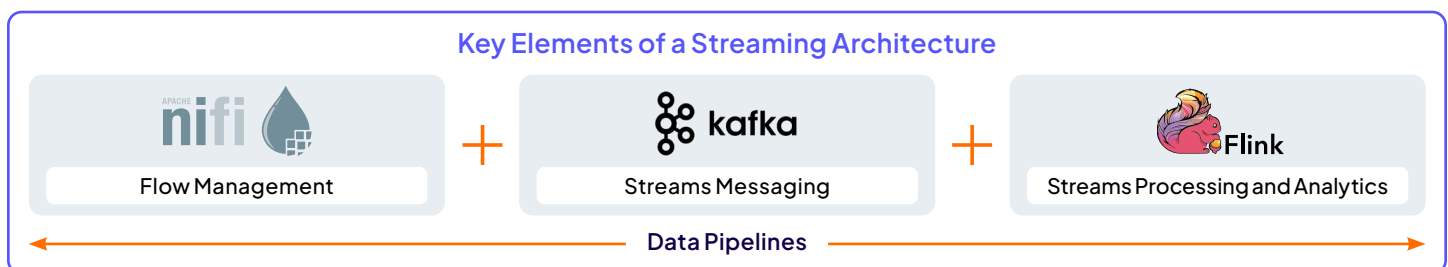 Key Elements of a Streaming Architecture
APACHE
nifi
kafka
Flink
Flow Management
Streams Messaging
Streams Processing and Analytics
Data Pipelines